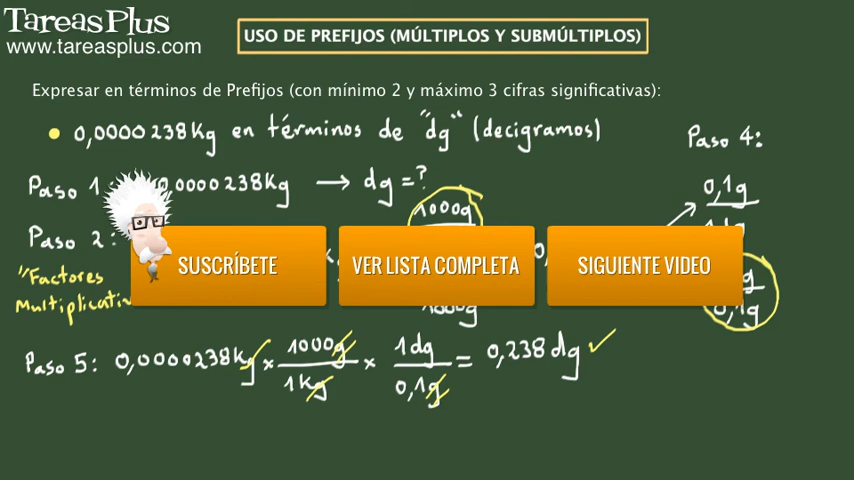 TAREASPLUS
www.tareasplus.com
USO DE PREFIJOS (MÚLTIPLOS Y SUBMÚLTIPLOS)
Expresar en términos de Prefijos (con mínimo 2 y máximo 3 cifras significativas):
• 0,0000238Kg en términos de "dg" (decigramos)
Paso 4:
Paso 1 0,0000238Kg → dg =?
0,1g
Paso 2:
1000g
"Factores
SUSCRÍBETE
VER LISTA COMPLETA
SIGUIENTE VIDEO
1000g
0,1g
Paso 5: 0,0000238Kg × 1000g / 1Kg × 1dg / 0,1g = 0,238 dg ✓